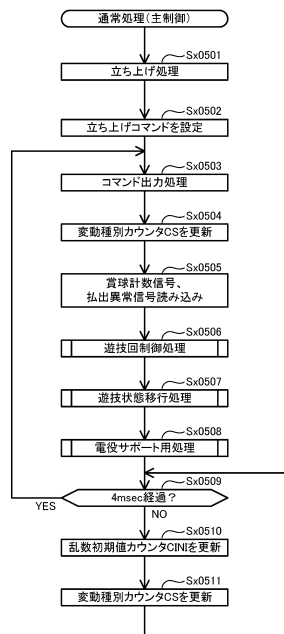 通常処理(主制御)
Sx0501
立ち上げ処理
Sx0502
立ち上げコマンドを設定
Sx0503
コマンド出力処理
Sx0504
変動種別カウンタCSを更新
Sx0505
賞球計数信号、
払出異常信号読み込み
Sx0506
遊技回制御処理
Sx0507
遊技状態移行処理
Sx0508
電役サポート用処理
Sx0509
4msec経過?
YES
NO
Sx0510
乱数初期値カウンタCINIを更新
Sx0511
変動種別カウンタCSを更新